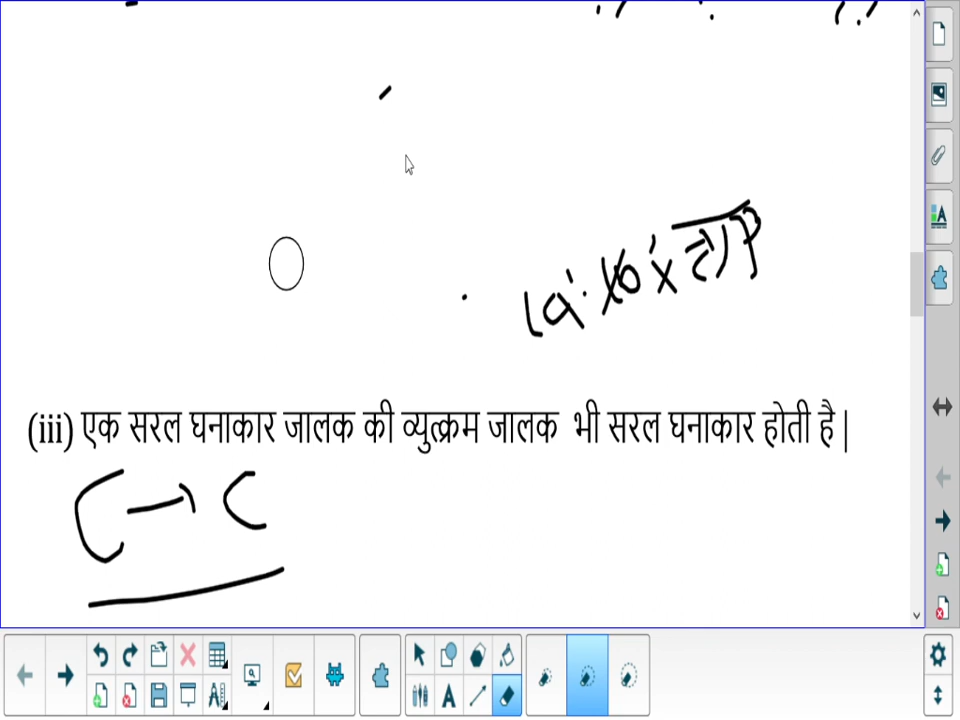 (iii) एक सरल घनाकार जालक की व्युत्क्रम जालक भी सरल घनाकार होती है |
C → C